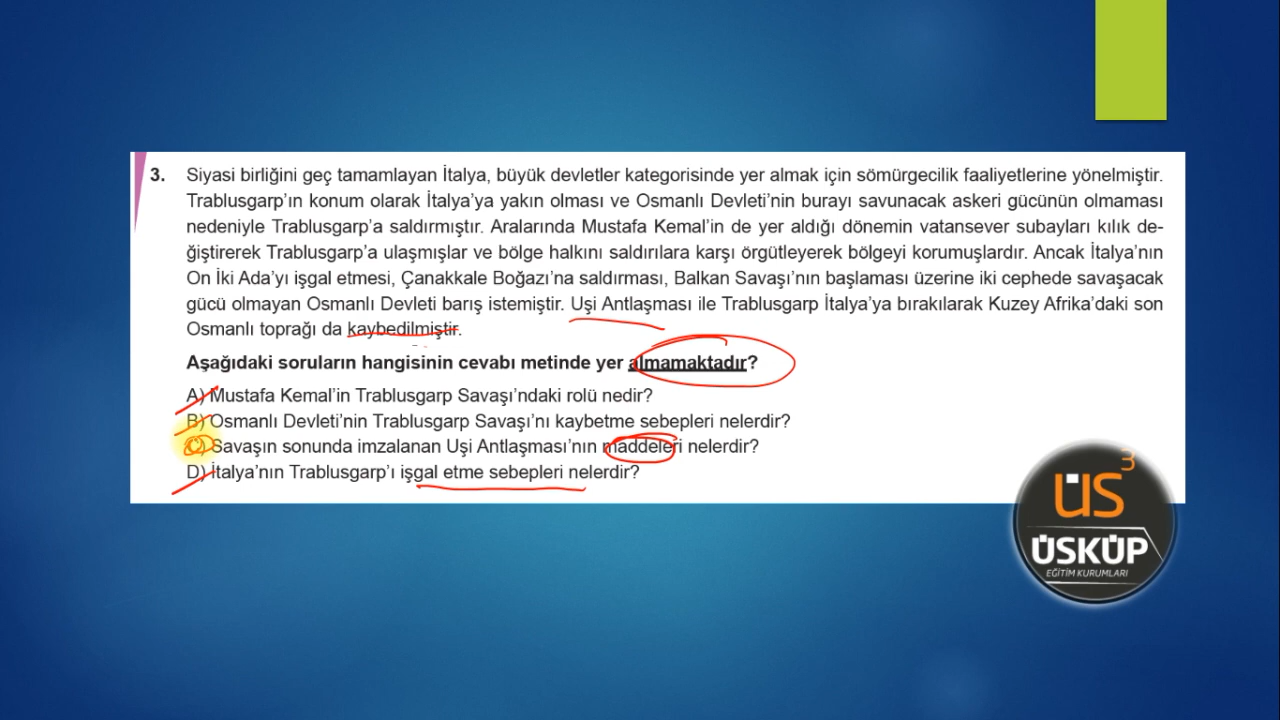 3. Siyasi birliğini geç tamamlayan İtalya, büyük devletler kategorisinde yer almak için sömürgecilik faaliyetlerine yönelmiştir.
Trablusgarp’ın konum olarak İtalya’ya yakın olması ve Osmanlı Devleti’nin burayı savunacak askeri gücünün olmaması
nedeniyle Trablusgarp’a saldırmıştır. Aralarında Mustafa Kemal’in de yer aldığı dönemin vatansever subayları kılık de-
ğiştirerek Trablusgarp’a ulaşmışlar ve bölge halkını saldırılara karşı örgütleyerek bölgeyi korumuşlardır. Ancak İtalya’nın
On İki Ada’yı işgal etmesi, Çanakkale Boğazı’na saldırması, Balkan Savaşı’nın başlaması üzerine iki cephede savaşacak
gücü olmayan Osmanlı Devleti barış istemiştir. Uşi Antlaşması ile Trablusgarp İtalya’ya bırakılarak Kuzey Afrika’daki son
Osmanlı toprağı da kaybedilmiştir.
Aşağıdaki soruların hangisinin cevabı metinde yer almamaktadır?
A) Mustafa Kemal’in Trablusgarp Savaşı’ndaki rolü nedir?
B) Osmanlı Devleti’nin Trablusgarp Savaşı’nı kaybetme sebepleri nelerdir?
C) Savaşın sonunda imzalanan Uşi Antlaşması’nın maddeleri nelerdir?
D) İtalya’nın Trablusgarp’ı işgal etme sebepleri nelerdir?
ÜS3
ÜSKÜP
EĞİTİM KURUMLARI